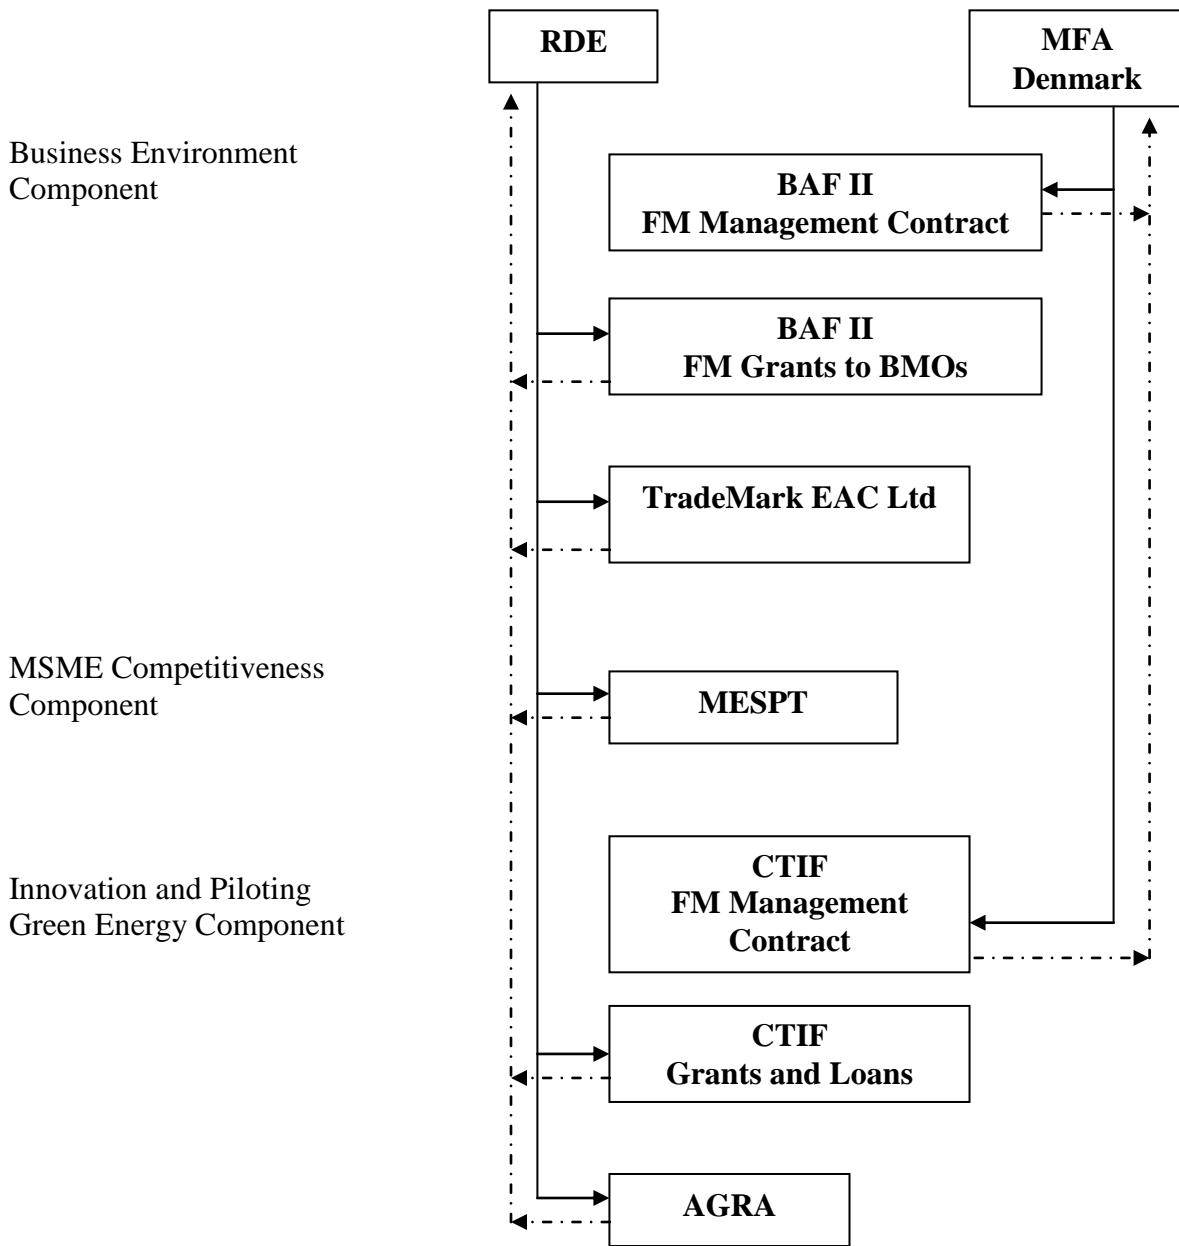 RDE
MFA
Denmark
Business Environment
Component
BAF II
FM Management Contract
BAF II
FM Grants to BMOs
TradeMark EAC Ltd
MSME Competitiveness
Component
MESPT
Innovation and Piloting
Green Energy Component
CTIF
FM Management
Contract
CTIF
Grants and Loans
AGRA